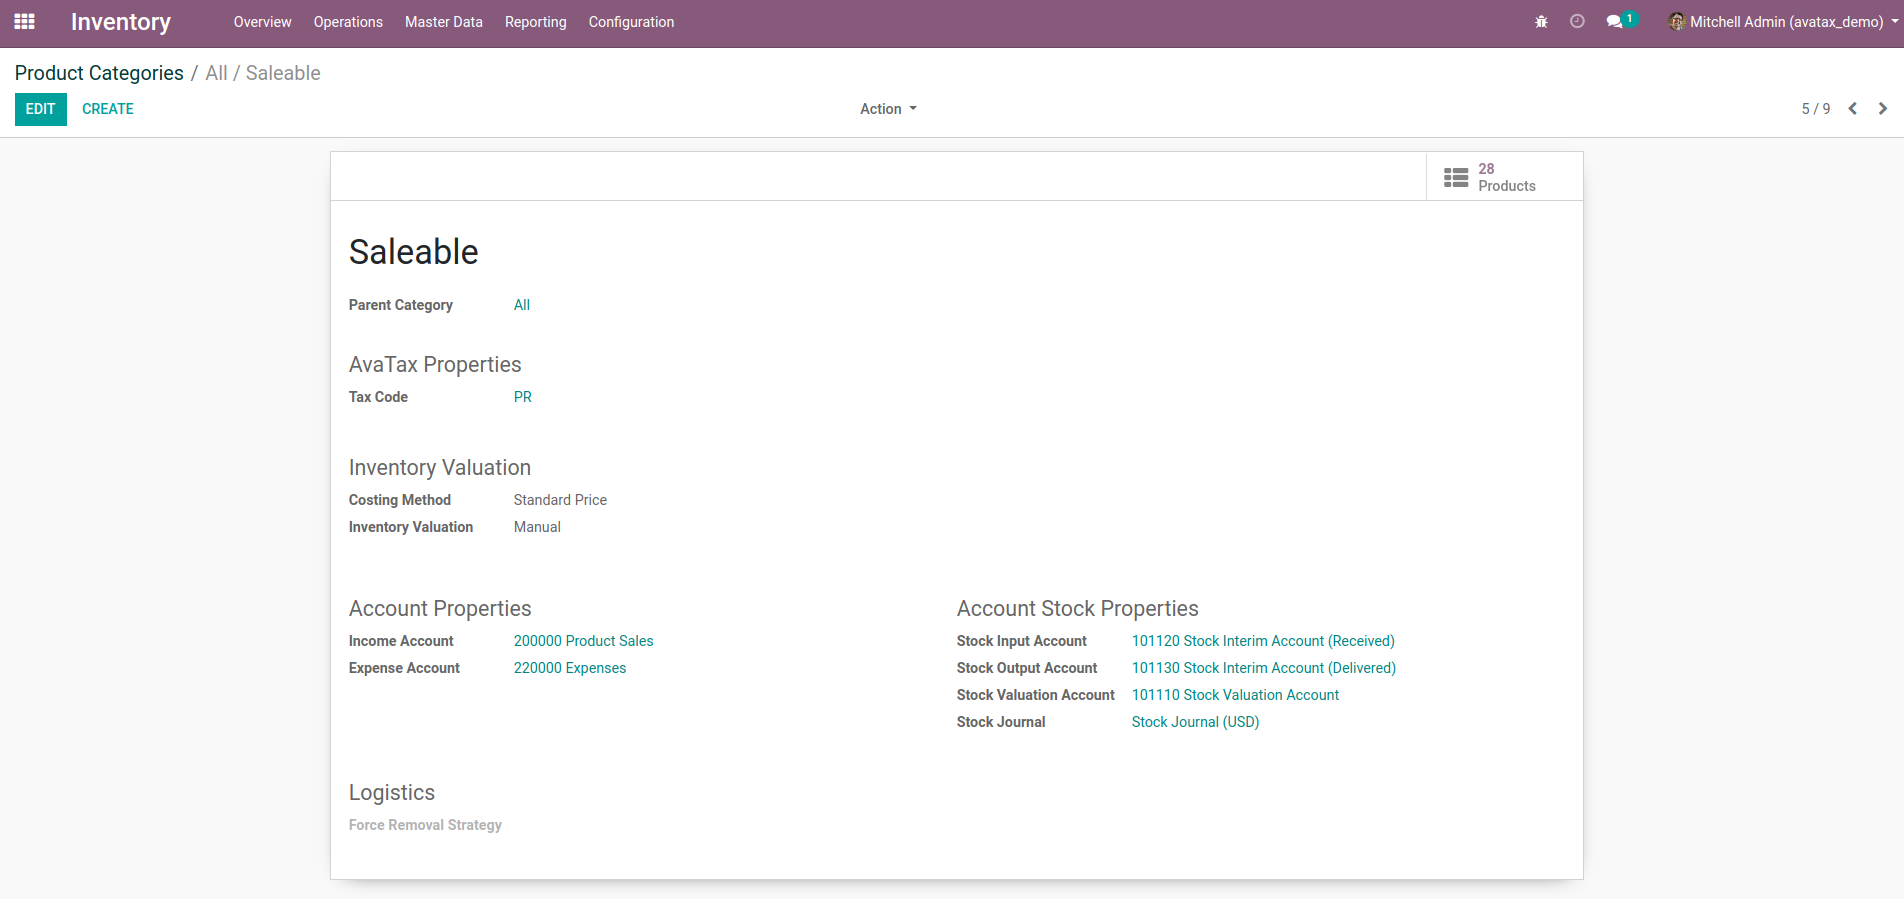 Inventory Overview Operations Master Data Reporting Configuration 1 Mitchell Admin (avatax_demo)
Product Categories / All / Saleable
EDIT CREATE Action 5 / 9
28
Products
Saleable
Parent Category All
AvaTax Properties
Tax Code PR
Inventory Valuation
Costing Method Standard Price
Inventory Valuation Manual
Account Properties
Income Account 200000 Product Sales
Expense Account 220000 Expenses
Account Stock Properties
Stock Input Account 101120 Stock Interim Account (Received)
Stock Output Account 101130 Stock Interim Account (Delivered)
Stock Valuation Account 101110 Stock Valuation Account
Stock Journal Stock Journal (USD)
Logistics
Force Removal Strategy